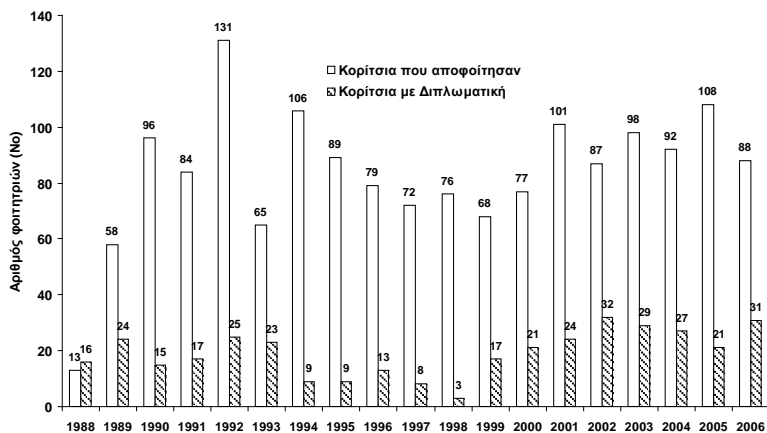 140
120
100
80
60
40
20
0
Αριθμός φοιτητριών (Νο)
Κορίτσια που αποφοίτησαν
Κορίτσια με Διπλωματική
13 58 96 84 131 65 106 89 79 72 76 68 77 101 87 98 92 108 88
16 24 15 17 25 23 9 9 13 8 3 17 21 24 32 29 27 21 31
1988 1989 1990 1991 1992 1993 1994 1995 1996 1997 1998 1999 2000 2001 2002 2003 2004 2005 2006